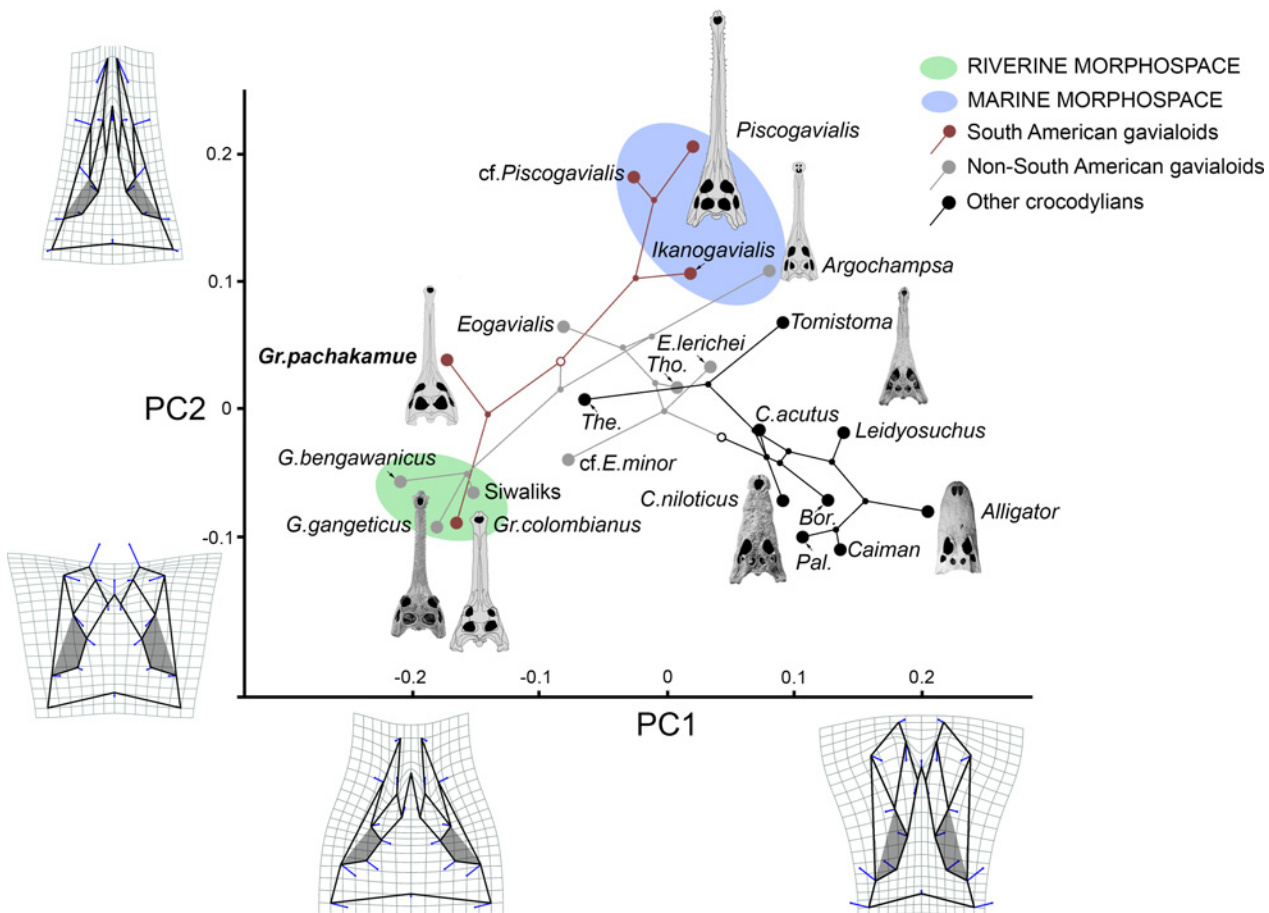 RIVERINE MORPHOSPACE
MARINE MORPHOSPACE
South American gavialoids
Non-South American gavialoids
Other crocodylians
0.2
0.1
0
-0.1
PC2
Piscogavialis
cf.Piscogavialis
Ikanogavialis
Argochampsa
Eogavialis
E.lerichei
Tho.
Tomistoma
Gr.pachakamue
The.
C.acutus
Leidyosuchus
cf.E.minor
G.bengawanicus
Siwaliks
G.gangeticus
Gr.colombianus
C.niloticus
Bor.
Alligator
Pal.
Caiman
-0.2
-0.1
0
0.1
0.2
PC1